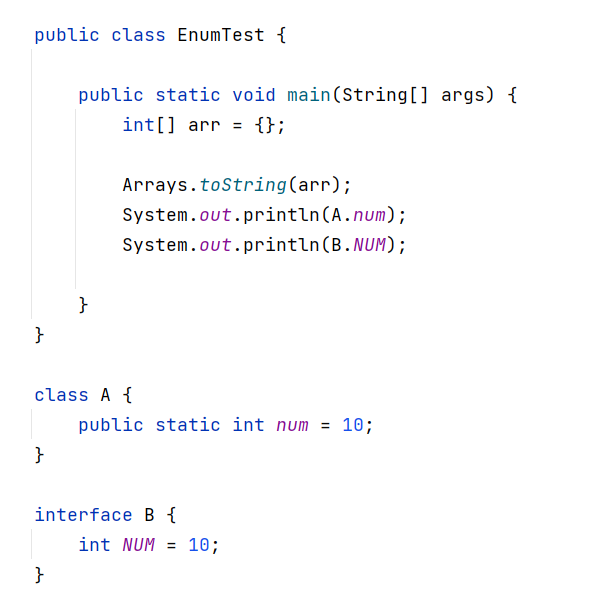 public class EnumTest {
    public static void main(String[] args) {
        int[] arr = {};
        Arrays.toString(arr);
        System.out.println(A.num);
        System.out.println(B.NUM);
    }
}
class A {
    public static int num = 10;
}
interface B {
    int NUM = 10;
}